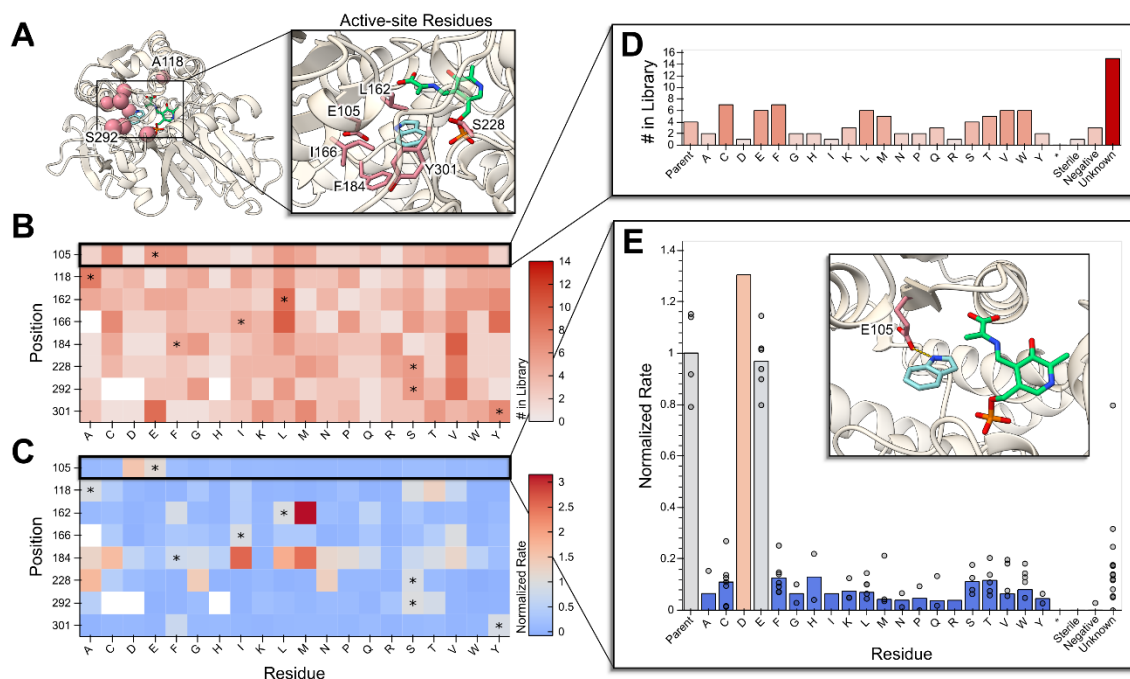 A
A118
S292
Active-site Residues
L162
E105
S228
I166
F184
Y301
B
Position
105
118
162
166
184
228
292
301
* * * * * * * *
A C D E F G H I K L M N P Q R S T V W Y
# in Library
14
12
10
8
6
4
2
0
C
Position
105
118
162
166
184
228
292
301
* * * * * * * *
A C D E F G H I K L M N P Q R S T V W Y
Residue
Normalized Rate
3
2.5
2
1.5
1
0.5
0
D
# in Library
16
14
12
10
8
6
4
2
0
Parent A C D E F G H I K L M N P Q R S T V W Y * Sterile Negative Unknown
E
Normalized Rate
1.4
1.2
1
0.8
0.6
0.4
0.2
0
E105
Parent A C D E F G H I K L M N P Q R S T V W Y * Sterile Negative Unknown
Residue